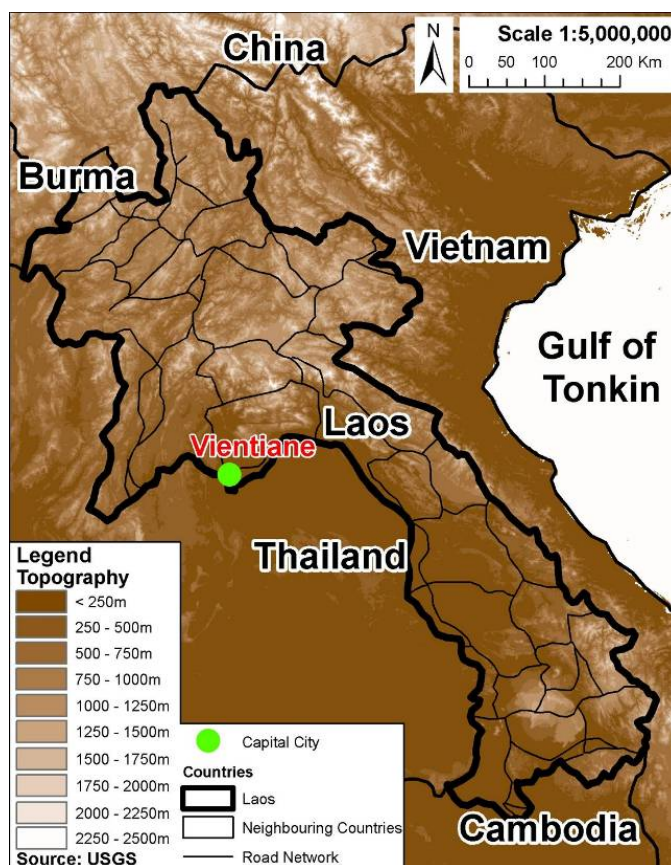 China
N
Scale 1:5,000,000
0 50 100 200 Km
Burma
Vietnam
Gulf of
Tonkin
Laos
Vientiane
Thailand
Legend
Topography
< 250m
250 - 500m
500 - 750m
750 - 1000m
1000 - 1250m
1250 - 1500m
1500 - 1750m
1750 - 2000m
2000 - 2250m
2250 - 2500m
Source: USGS
Capital City
Countries
Laos
Neighbouring Countries
Road Network
Cambodia